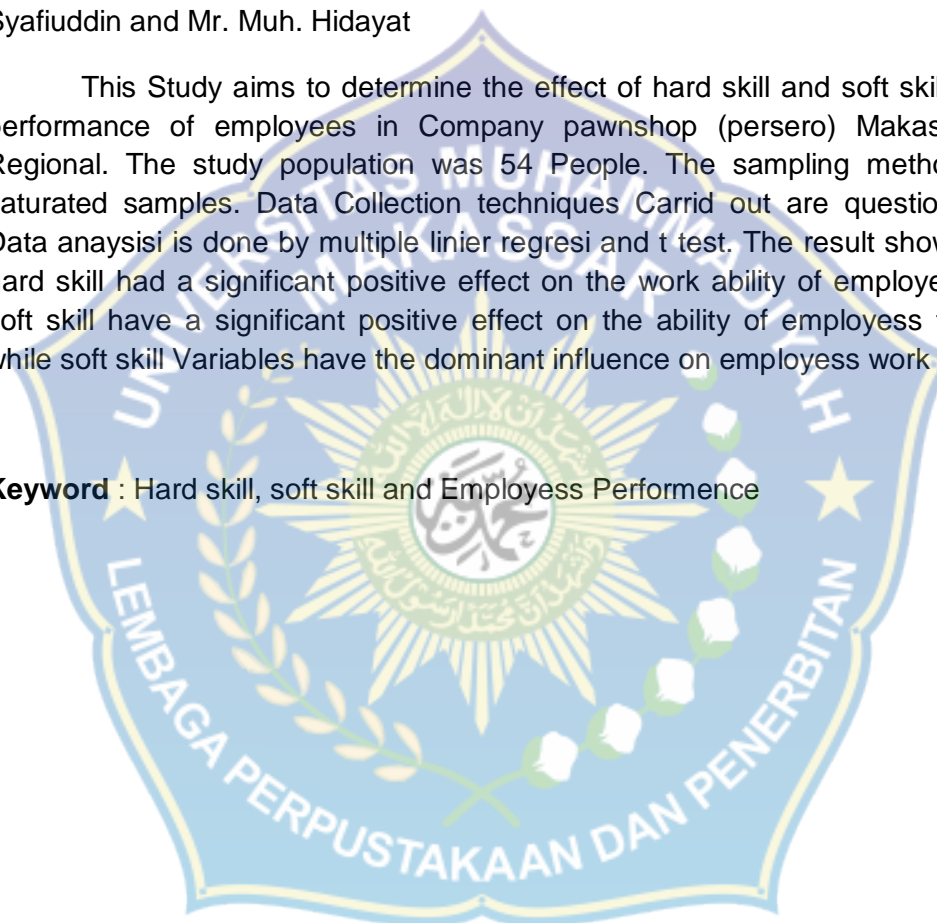 Syafiuddin and Mr. Muh. Hidayat
This Study aims to determine the effect of hard skill and soft skil
performance of employees in Company pawnshop (persero) Makas
Regional. The study population was 54 People. The sampling metho
aturated samples. Data Collection techniques Carrid out are questio
Data anaysisi is done by multiple linier regresi and t test. The result show
ard skill had a significant positive effect on the work ability of employe
oft skill have a significant positive effect on the ability of employess
while soft skill Variables have the dominant influence on employess work
Keyword : Hard skill, soft skill and Employess Performence
UNIVERSITAS MUHAMMADIYAH
MAKASSAR
LEMBAGA PERPUSTAKAAN DAN PENERBITAN